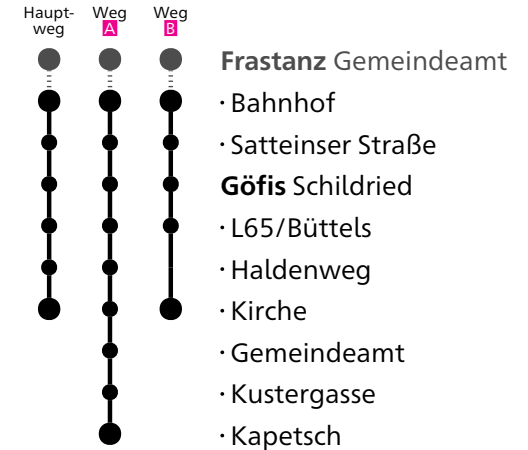 Haupt-
weg
Weg
A
Weg
B
Frastanz Gemeindeamt
· Bahnhof
· Satteinser Straße
Göfis Schildried
· L65/Büttels
· Haldenweg
· Kirche
· Gemeindeamt
· Kustergasse
· Kapetsch